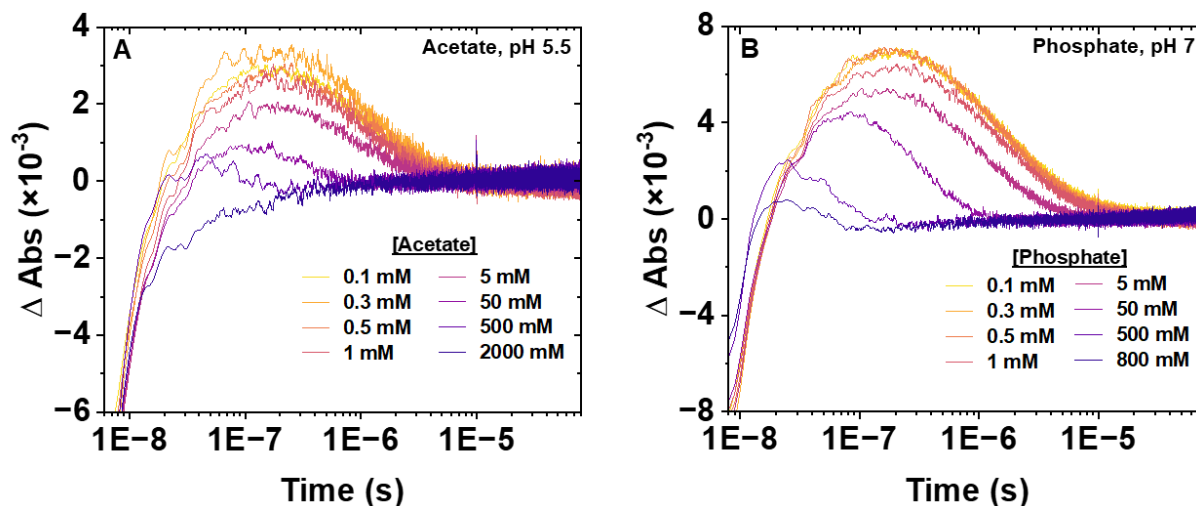 A
Acetate, pH 5.5
Δ Abs (×10⁻³)
4
2
0
−2
−4
−6
[Acetate]
0.1 mM
0.3 mM
0.5 mM
1 mM
5 mM
50 mM
500 mM
2000 mM
1E−8
1E−7
1E−6
1E−5
Time (s)
B
Phosphate, pH 7
Δ Abs (×10⁻³)
8
4
0
−4
−8
[Phosphate]
0.1 mM
0.3 mM
0.5 mM
1 mM
5 mM
50 mM
500 mM
800 mM
1E−8
1E−7
1E−6
1E−5
Time (s)